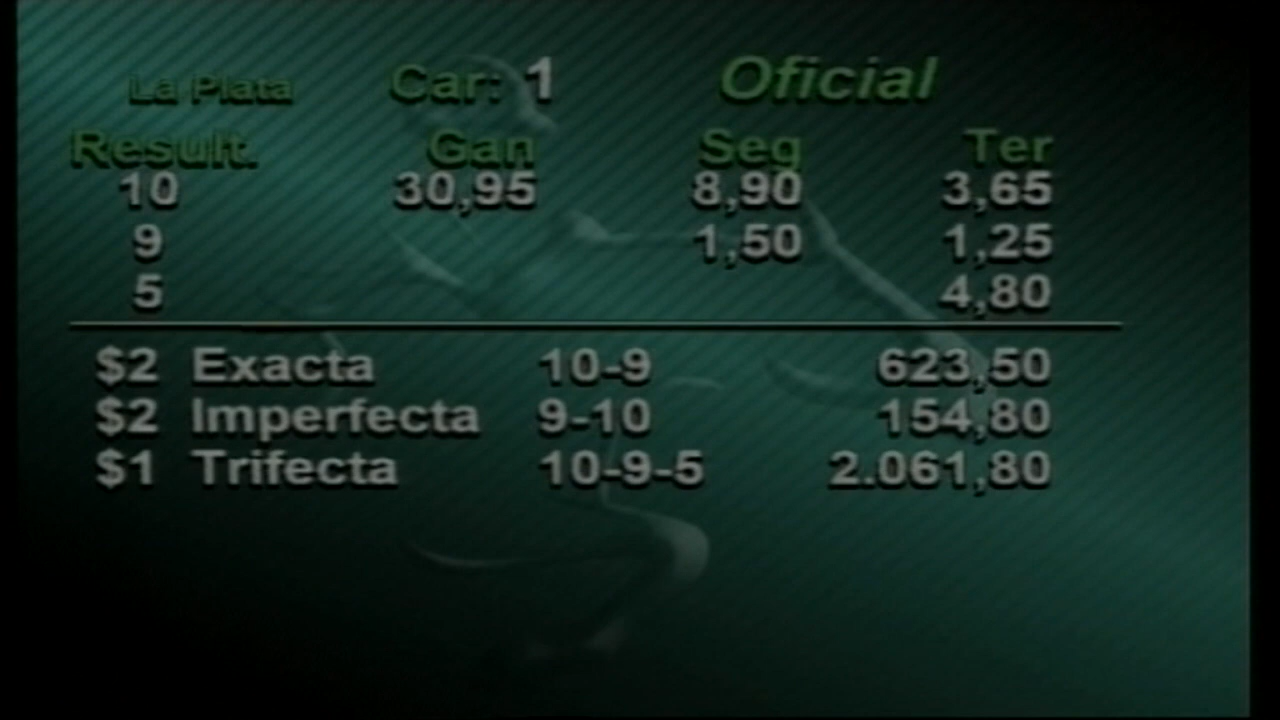 La Plata Car: 1 Oficial
Result. Gan Seg Ter
10 30,95 8,90 3,65
9 1,50 1,25
5 4,80
$2 Exacta 10-9 623,50
$2 Imperfecta 9-10 154,80
$1 Trifecta 10-9-5 2.061,80